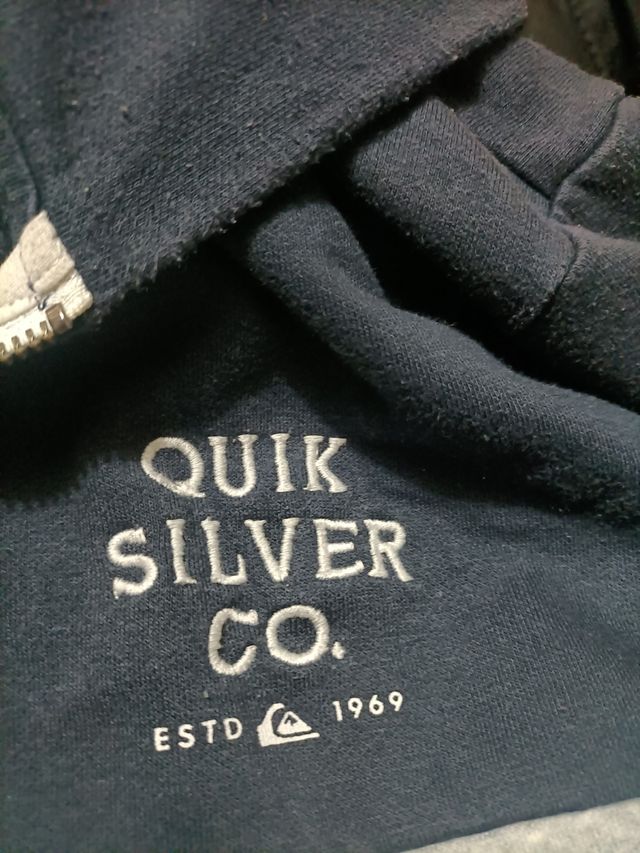 QUIK
SILVER
CO.
ESTD 1969